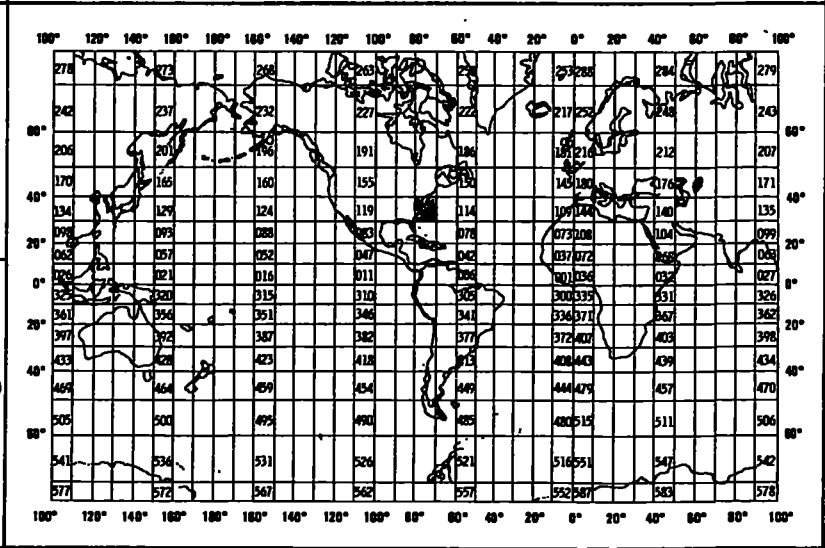 100° 120° 140° 160° 180° 160° 140° 120° 100° 80° 60° 40° 20° 0° 20° 40° 60° 80° 100°
278 273 268 263 258 253 288 284 279
242 237 232 227 222 217 252 248 243
60° 60°
206 201 196 191 186 181 216 212 207
170 165 160 155 150 145 180 176 171
40° 40°
134 129 124 119 114 109 144 140 135
098 093 088 083 078 073 108 104 099
20° 20°
062 057 052 047 042 037 072 068 063
026 021 016 011 006 001 036 032 027
0° 0°
325 320 315 310 305 300 335 331 326
361 356 351 346 341 336 371 367 362
20° 20°
397 392 387 382 377 372 407 403 398
433 428 423 418 413 408 443 439 434
40° 40°
469 464 459 454 449 444 479 457 470
505 500 495 490 485 480 515 511 506
60° 60°
541 536 531 526 521 516 551 547 542
577 572 567 562 557 552 587 583 578
100° 120° 140° 160° 180° 160° 140° 120° 100° 80° 60° 40° 20° 0° 20° 40° 60° 80° 100°